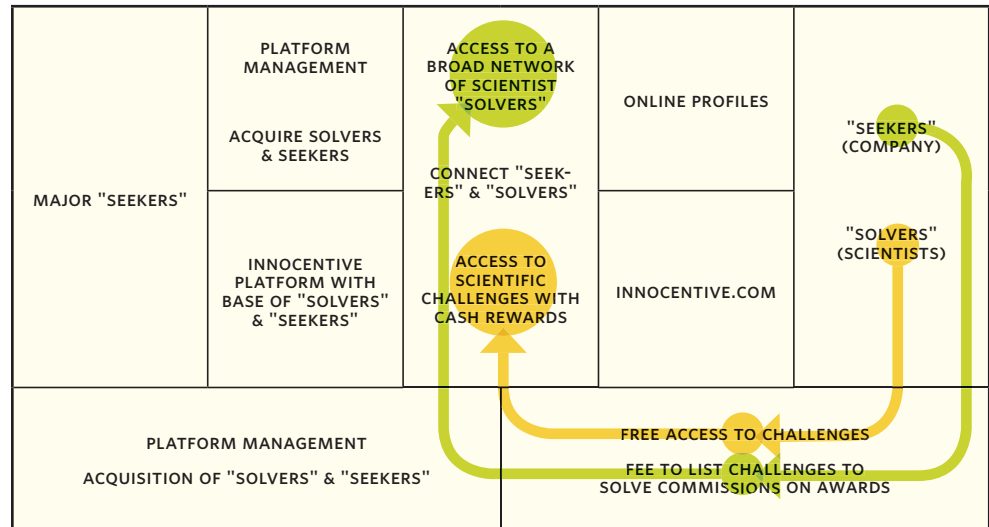 MAJOR "SEEKERS"
PLATFORM
MANAGEMENT
ACQUIRE SOLVERS
& SEEKERS
INNOCENTIVE
PLATFORM WITH
BASE OF "SOLVERS"
& "SEEKERS"
ACCESS TO A
BROAD NETWORK
OF SCIENTIST
"SOLVERS"
CONNECT "SEEK-
ERS" & "SOLVERS"
ACCESS TO
SCIENTIFIC
CHALLENGES WITH
CASH REWARDS
ONLINE PROFILES
INNOCENTIVE.COM
"SEEKERS"
(COMPANY)
"SOLVERS"
(SCIENTISTS)
PLATFORM MANAGEMENT
ACQUISITION OF "SOLVERS" & "SEEKERS"
FREE ACCESS TO CHALLENGES
FEE TO LIST CHALLENGES TO
SOLVE COMMISSIONS ON AWARDS